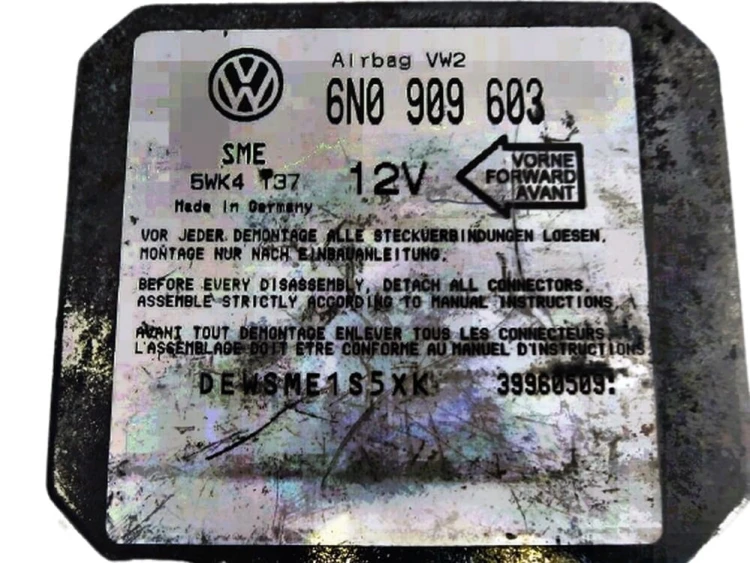 Airbag VW2
6N0 909 603
SME
5WK4 T37
12V
VORNE
FORWARD
AVANT
Made in Germany
VOR JEDER DEMONTAGE ALLE STECKVERBINDUNGEN LOESEN.
MONTAGE NUR NACH EINBAUANLEITUNG.
BEFORE EVERY DISASSEMBLY, DETACH ALL CONNECTORS.
ASSEMBLE STRICTLY ACCORDING TO MANUAL INSTRUCTIONS
AVANT TOUT DEMONTAGE ENLEVER TOUS LES CONNECTEURS
L'ASSEMBLAGE DOIT ETRE CONFORME AU MANUEL D'INSTRUCTIONS
DEWSME1S5XK 39960509: